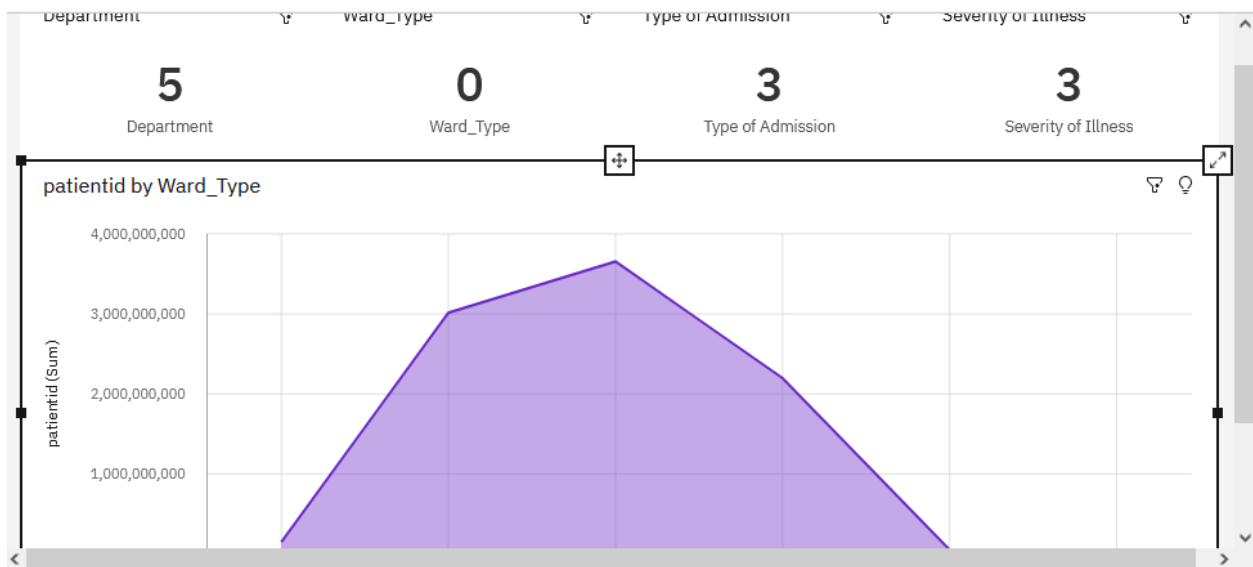 Department Ward_Type Type of Admission Severity of Illness
5 0 3 3
Department Ward_Type Type of Admission Severity of Illness
patientid by Ward_Type
4,000,000,000
3,000,000,000
2,000,000,000
1,000,000,000
patientid (Sum)